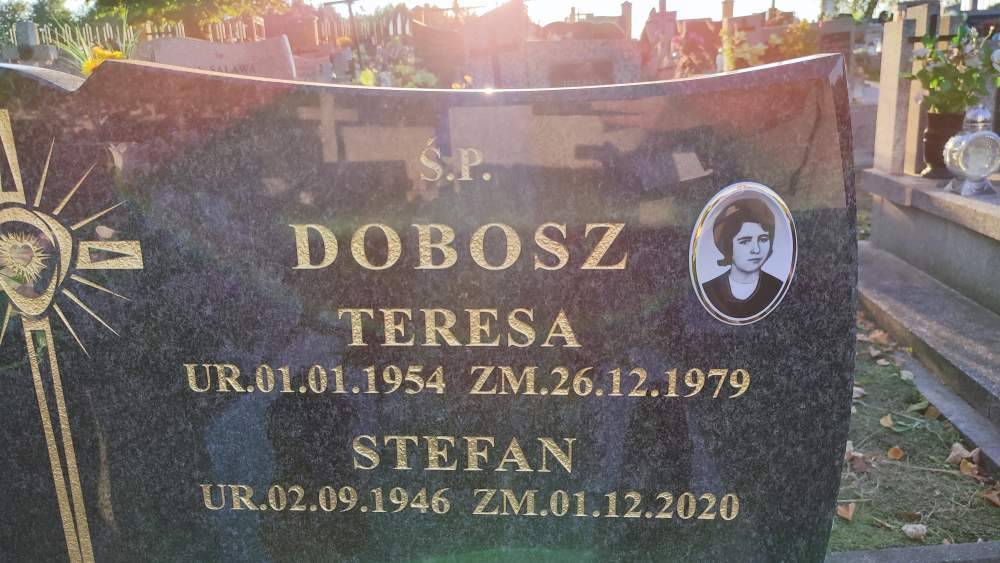 SALAWA
Ś.P.
DOBOSZ
TERESA
UR.01.01.1954 ZM.26.12.1979
STEFAN
UR.02.09.1946 ZM.01.12.2020